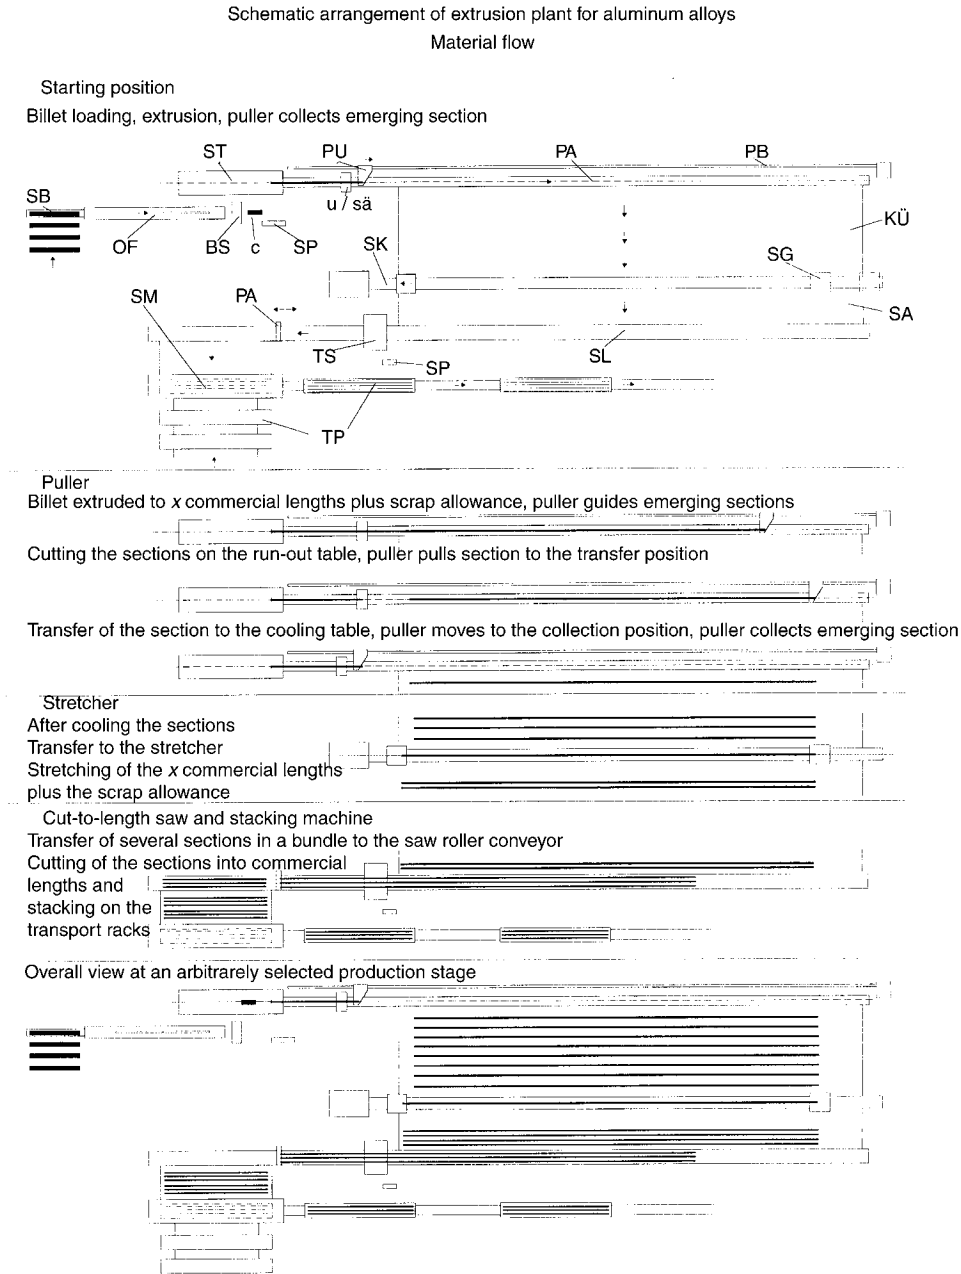 Schematic arrangement of extrusion plant for aluminum alloys
Material flow
Starting position
Billet loading, extrusion, puller collects emerging section
ST
PU
PA
PB
SB
u / sä
KÜ
OF
BS
c
SP
SK
SG
SM
PA
SA
TS
SL
SP
TP
Puller
Billet extruded to x commercial lengths plus scrap allowance, puller guides emerging sections
Cutting the sections on the run-out table, puller pulls section to the transfer position
Transfer of the section to the cooling table, puller moves to the collection position, puller collects emerging section
Stretcher
After cooling the sections
Transfer to the stretcher
Stretching of the x commercial lengths
plus the scrap allowance
Cut-to-length saw and stacking machine
Transfer of several sections in a bundle to the saw roller conveyor
Cutting of the sections into commercial
lengths and
stacking on the
transport racks
Overall view at an arbitrarely selected production stage